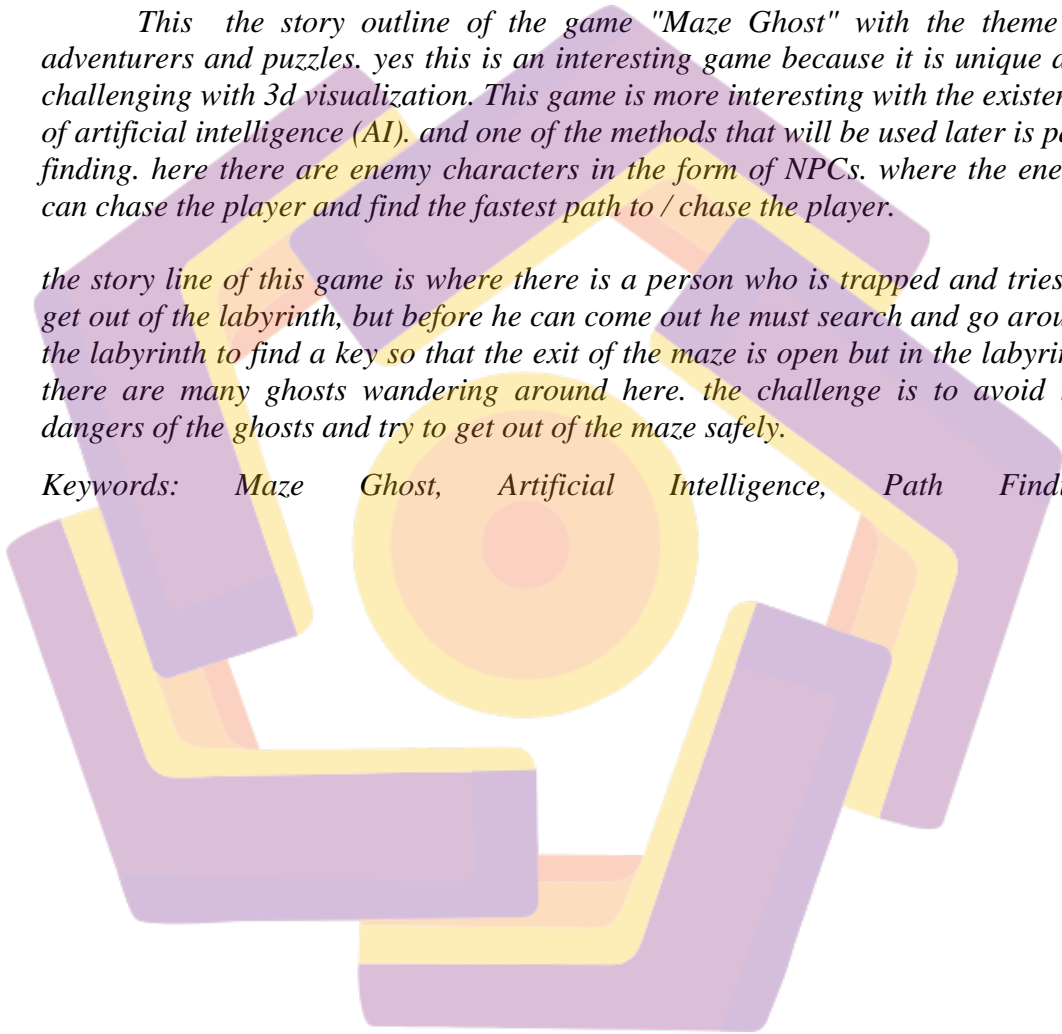 This the story outline of the game "Maze Ghost" with the theme
adventurers and puzzles. yes this is an interesting game because it is unique
challenging with 3d visualization. This game is more interesting with the
of artificial intelligence (AI). and one of the methods that will be used later is
finding. here there are enemy characters in the form of NPCs. where the
can chase the player and find the fastest path to / chase the player.
the story line of this game is where there is a person who is trapped and tries
get out of the labyrinth, but before he can come out he must search and go
the labyrinth to find a key so that the exit of the maze is open but in the
there are many ghosts wandering around here. the challenge is to avoid
dangers of the ghosts and try to get out of the maze safely.
Keywords: Maze Ghost, Artificial Intelligence, Path